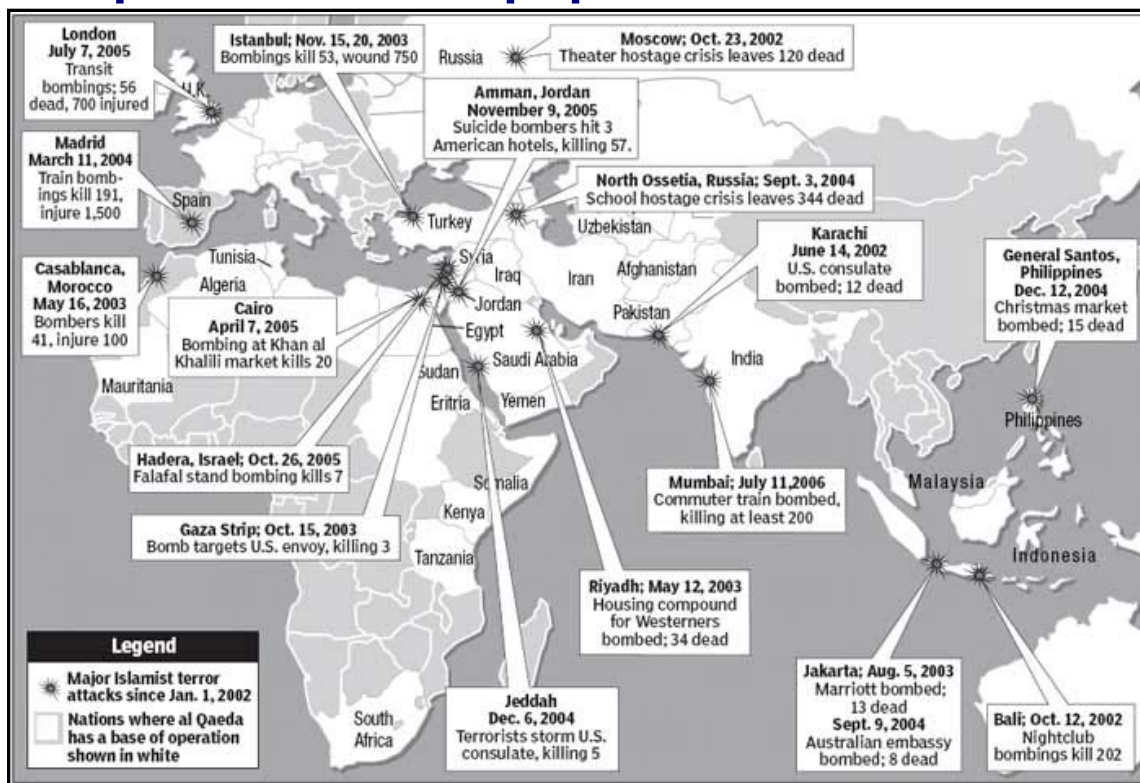 London
July 7, 2005
Transit
bombings; 56
dead, 700 injured
U.K.
Istanbul; Nov. 15, 20, 2003
Bombings kill 53, wound 750
Russia
Moscow; Oct. 23, 2002
Theater hostage crisis leaves 120 dead
Amman, Jordan
November 9, 2005
Suicide bombers hit 3
American hotels, killing 57.
Madrid
March 11, 2004
Train bomb-
ings kill 191,
injure 1,500
Spain
North Ossetia, Russia; Sept. 3, 2004
School hostage crisis leaves 344 dead
Turkey
Uzbekistan
Karachi
June 14, 2002
U.S. consulate
bombed; 12 dead
General Santos,
Philippines
Dec. 12, 2004
Christmas market
bombed; 15 dead
Casablanca,
Morocco
May 16, 2003
Bombers kill
41, injure 100
Tunisia
Algeria
Syria
Iraq
Iran
Afghanistan
Jordan
Pakistan
Cairo
April 7, 2005
Bombing at Khan al
Khalili market kills 20
Egypt
Saudi Arabia
India
Mauritania
Sudan
Eritria
Yemen
Philippines
Hadera, Israel; Oct. 26, 2005
Falafal stand bombing kills 7
Somalia
Mumbai; July 11,2006
Commuter train bombed,
killing at least 200
Malaysia
Kenya
Gaza Strip; Oct. 15, 2003
Bomb targets U.S. envoy, killing 3
Tanzania
Indonesia
Riyadh; May 12, 2003
Housing compound
for Westerners
bombed; 34 dead
Legend
Major Islamist terror
attacks since Jan. 1, 2002
Nations where al Qaeda
has a base of operation
shown in white
South
Africa
Jeddah
Dec. 6, 2004
Terrorists storm U.S.
consulate, killing 5
Jakarta; Aug. 5, 2003
Marriott bombed;
13 dead
Sept. 9, 2004
Australian embassy
bombed; 8 dead
Bali; Oct. 12, 2002
Nightclub
bombings kill 202